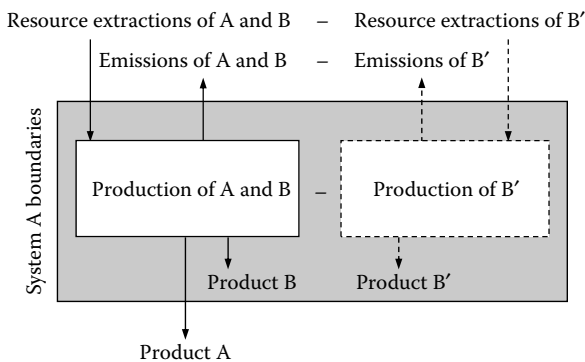 Resource extractions of A and B – Resource extractions of B′
Emissions of A and B – Emissions of B′
System A boundaries
Production of A and B – Production of B′
Product B Product B′
Product A